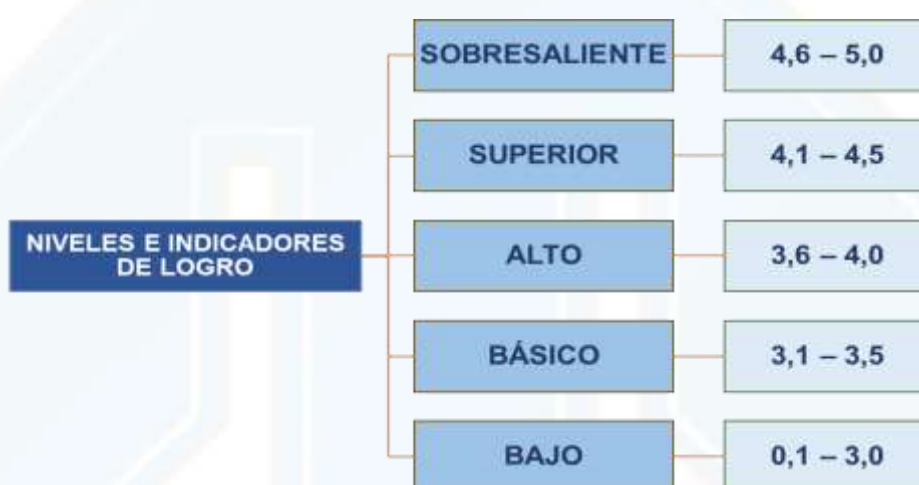 SOBRESALIENTE
4,6 – 5,0
SUPERIOR
4,1 – 4,5
NIVELES E INDICADORES
DE LOGRO
ALTO
3,6 – 4,0
BÁSICO
3,1 – 3,5
BAJO
0,1 – 3,0